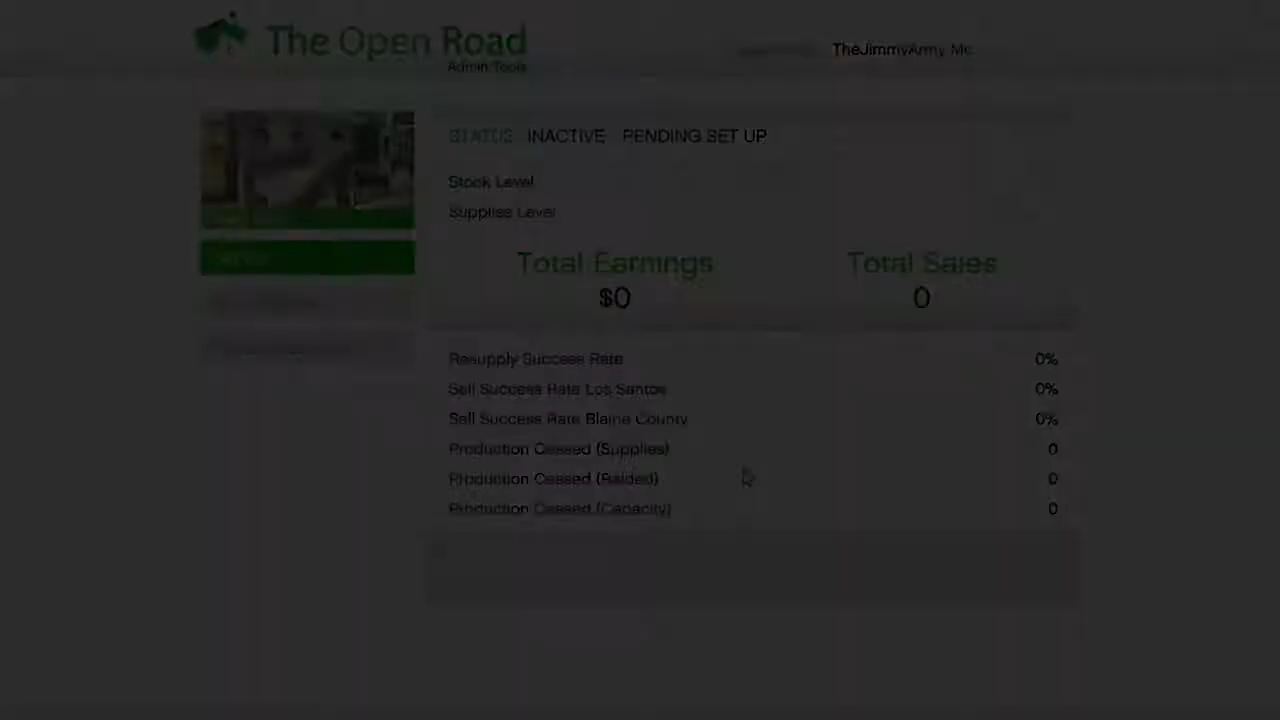 The Open Road
Admin Tools
TheJimmyArmy Mc
STATUS INACTIVE PENDING SET UP
Stock Level
Supplies Level
Total Earnings
Total Sales
$0
0
Resupply Success Rate 0%
Sell Success Rate Los Santos 0%
Sell Success Rate Blaine County 0%
Production Ceased (Supplies) 0
Production Ceased (Raided) 0
Production Ceased (Capacity) 0